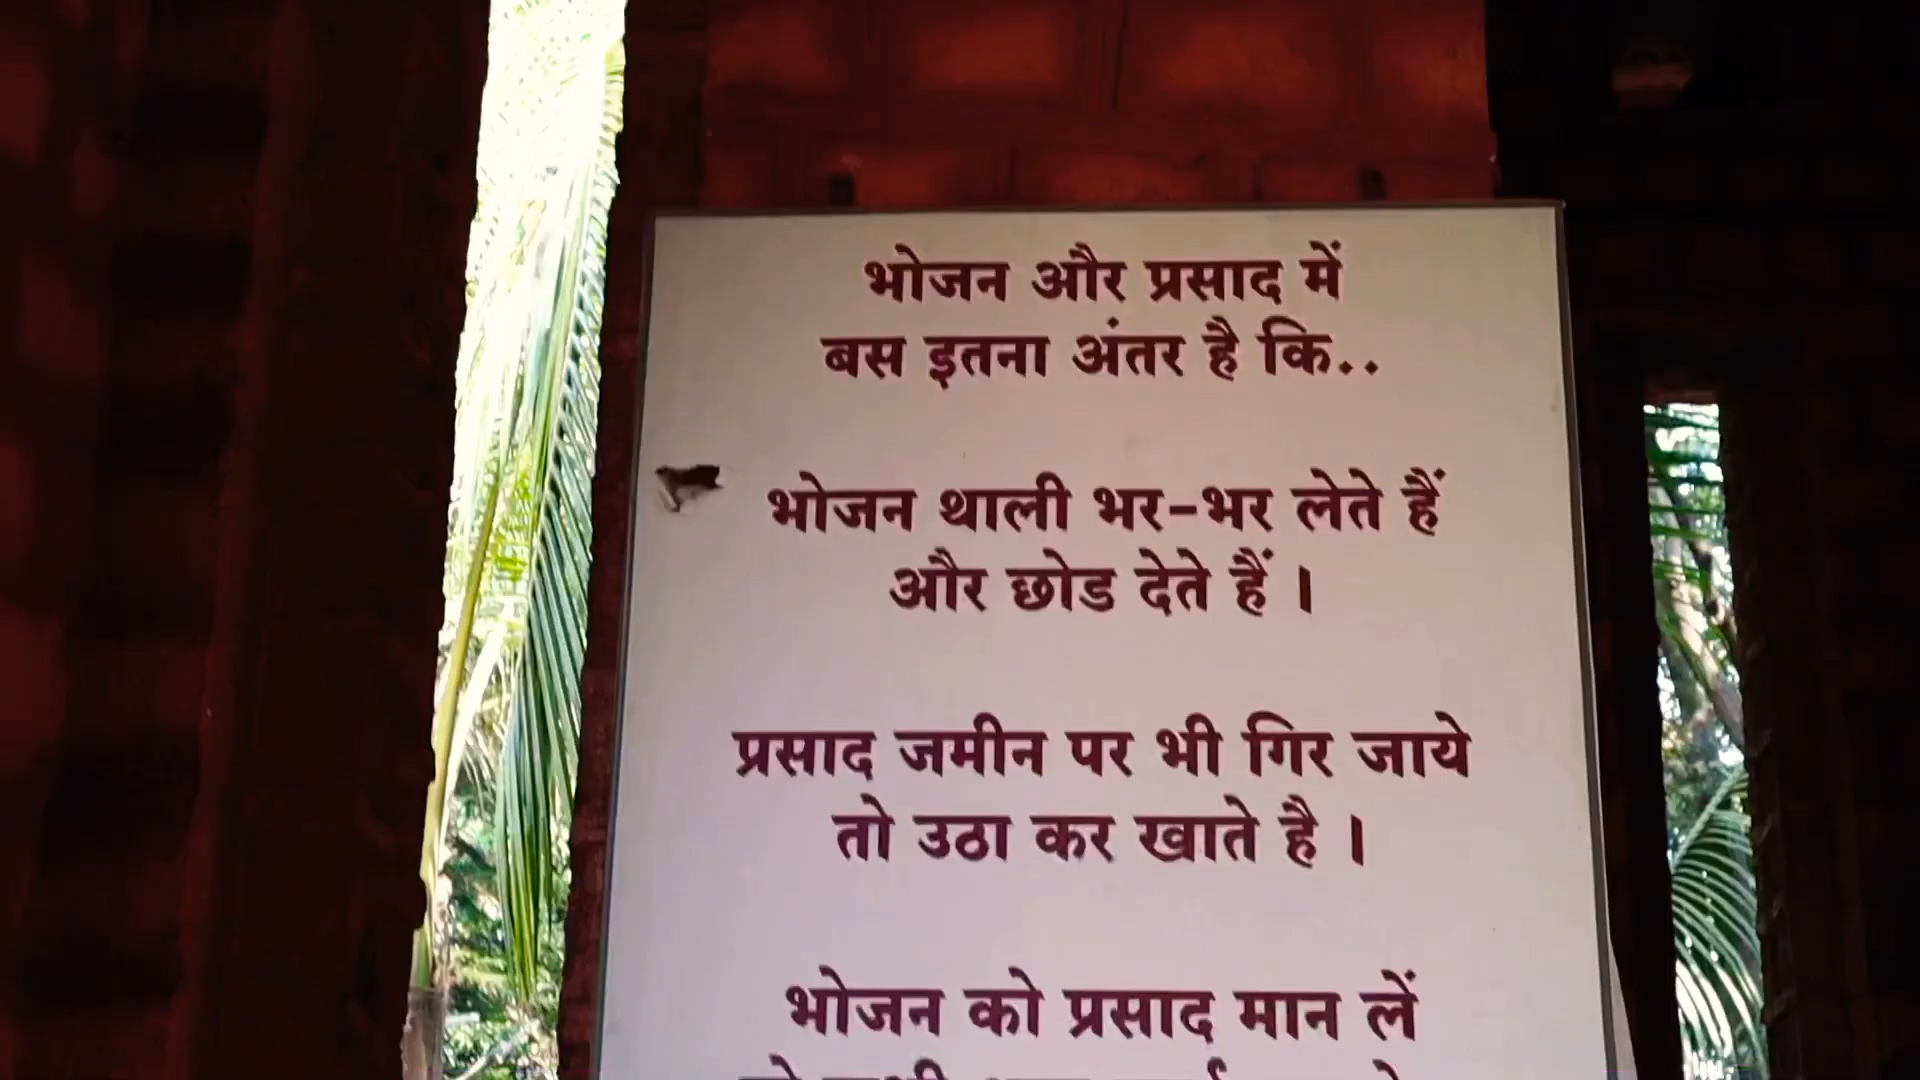 भोजन और प्रसाद में
बस इतना अंतर है कि..
भोजन थाली भर-भर लेते हैं
और छोड देते हैं ।
प्रसाद जमीन पर भी गिर जाये
तो उठा कर खाते है ।
भोजन को प्रसाद मान लें